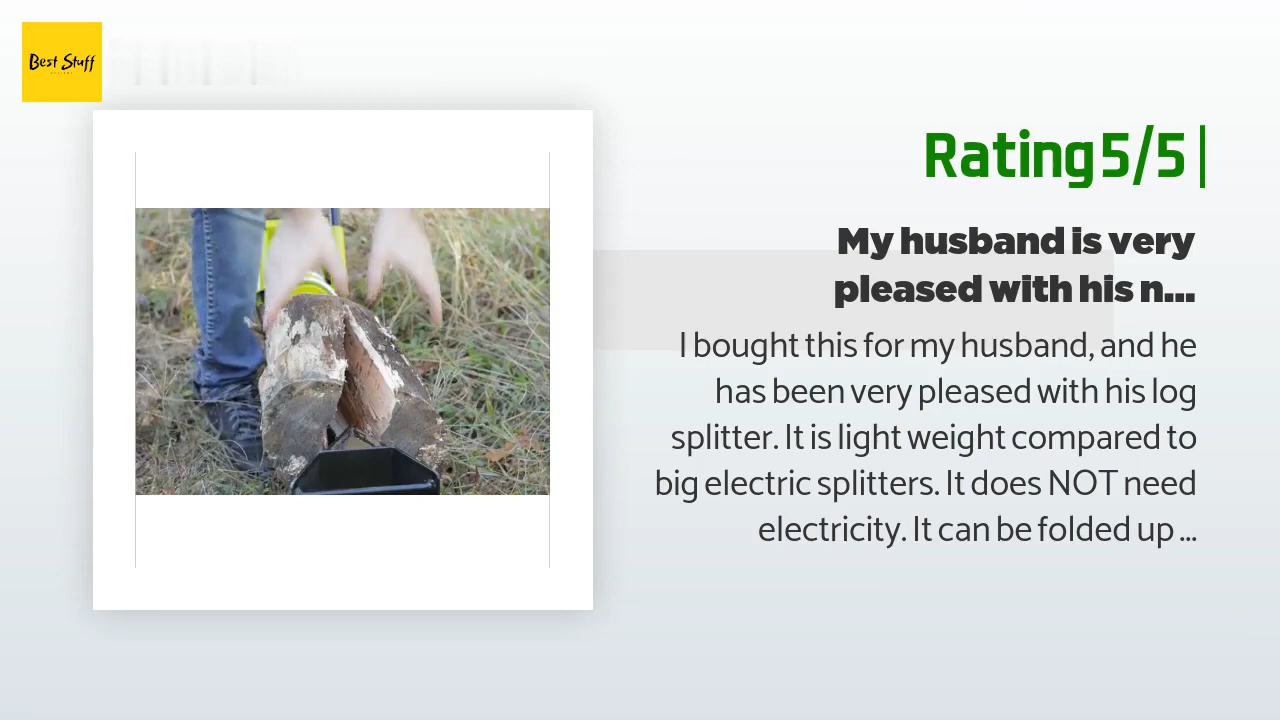 Best Stuff
Rating 5/5
My husband is very
pleased with his n...
I bought this for my husband, and he
has been very pleased with his log
splitter. It is light weight compared to
big electric splitters. It does NOT need
electricity. It can be folded up ...